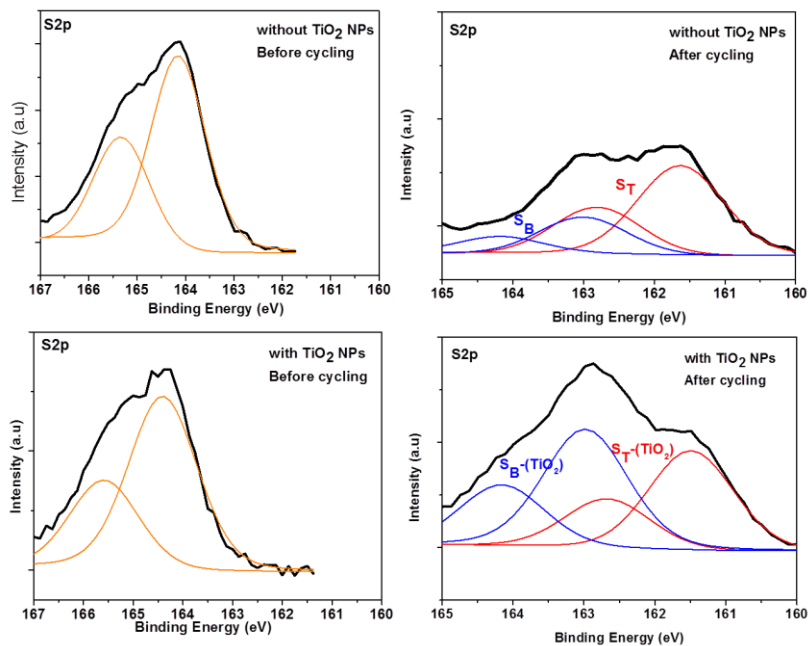 S2p
without TiO2 NPs
Before cycling
Intensity (a.u)
167 166 165 164 163 162 161 160
Binding Energy (eV)
S2p
without TiO2 NPs
After cycling
ST
SB
Intensity (a.u)
165 164 163 162 161 160
Binding Energy (eV)
S2p
with TiO2 NPs
Before cycling
Intensity (a.u)
167 166 165 164 163 162 161 160
Binding Energy (eV)
S2p
with TiO2 NPs
After cycling
SB-(TiO2)
ST-(TiO2)
Intensity (a.u)
165 164 163 162 161 160
Binding Energy (eV)